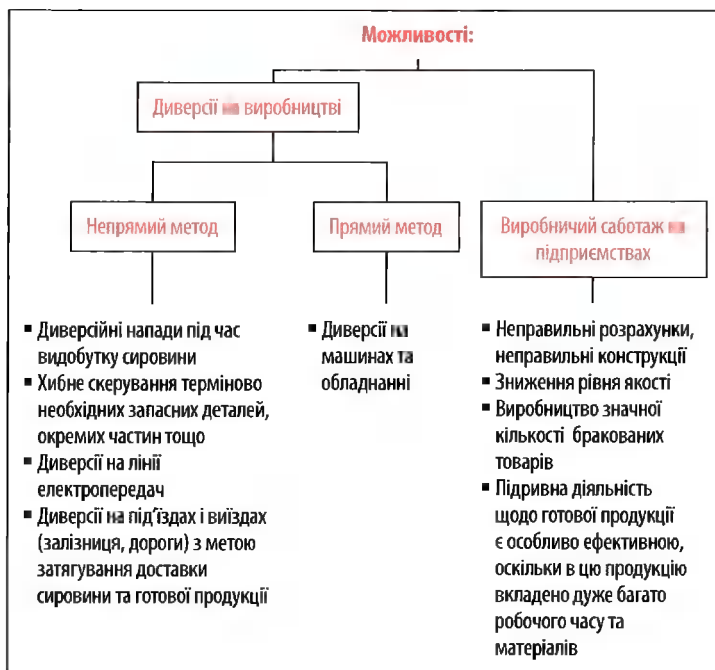 Можливості:
Диверсії на виробництві
Непрямий метод
Прямий метод
Виробничий саботаж на
підприємствах
▪ Диверсійні напади під час
видобутку сировини
▪ Хибне скерування терміново
необхідних запасних деталей,
окремих частин тощо
▪ Диверсії на лінії
електропередач
▪ Диверсії на під'їздах і виїздах
(залізниця, дороги) з метою
затягування доставки
сировини та готової продукції
▪ Диверсії на
машинах та
обладнанні
▪ Неправильні розрахунки,
неправильні конструкції
▪ Зниження рівня якості
▪ Виробництво значної
кількості бракованих
товарів
▪ Підривна діяльність
щодо готової продукції
є особливо ефективною,
оскільки в цю продукцію
вкладено дуже багато
робочого часу та
матеріалів